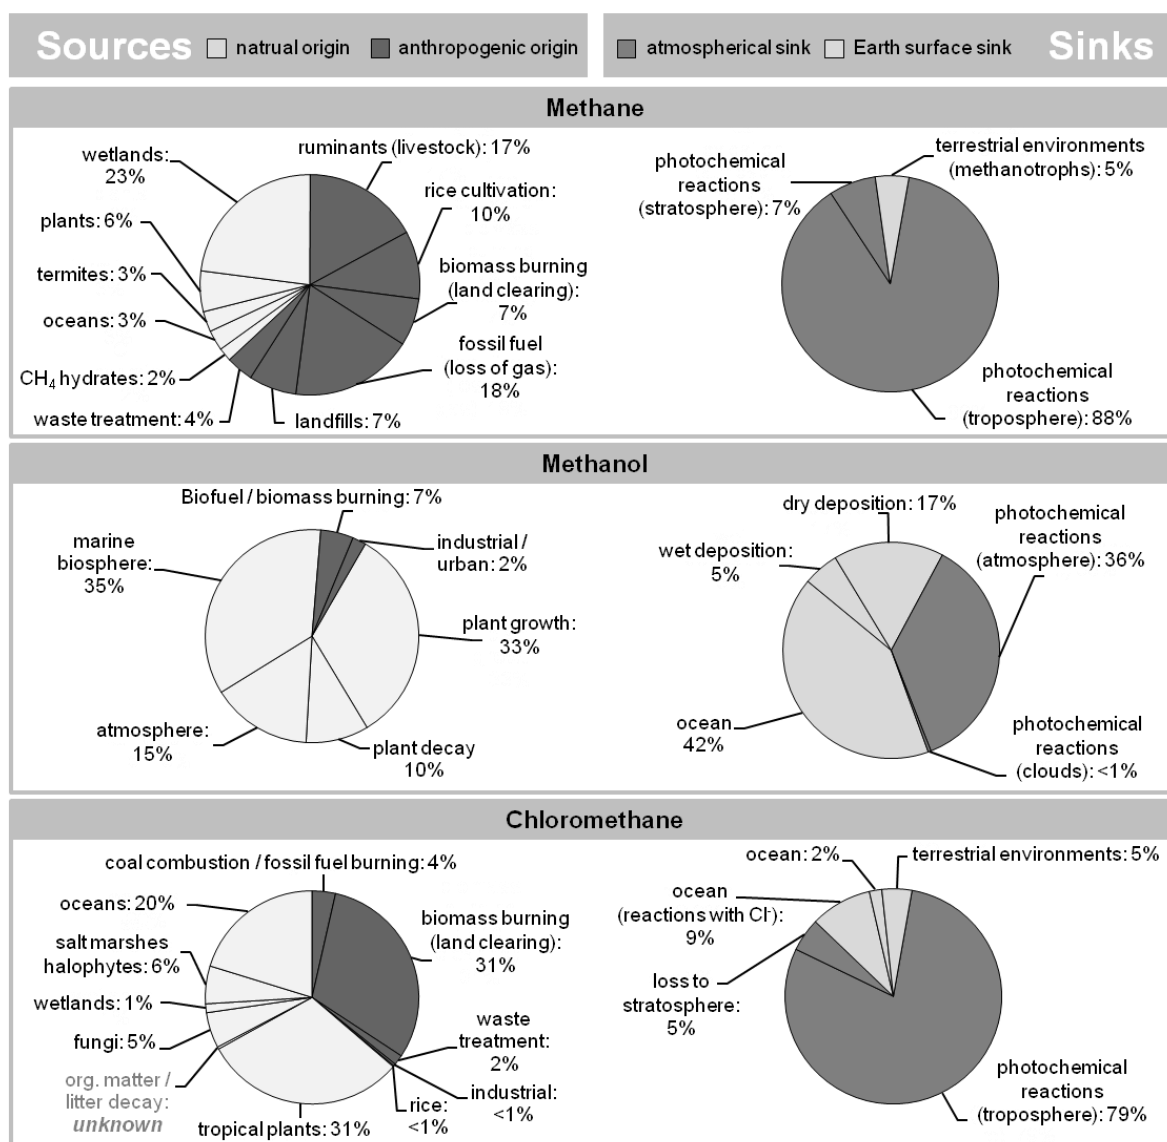 Sources
natrual origin
anthropogenic origin
atmospherical sink
Earth surface sink
Sinks
Methane
wetlands:
23%
plants: 6%
termites: 3%
oceans: 3%
CH4 hydrates: 2%
waste treatment: 4%
landfills: 7%
ruminants (livestock): 17%
rice cultivation:
10%
biomass burning
(land clearing):
7%
fossil fuel
(loss of gas):
18%
photochemical
reactions
(stratosphere): 7%
terrestrial environments
(methanotrophs): 5%
photochemical
reactions
(troposphere): 88%
Methanol
Biofuel / biomass burning: 7%
marine
biosphere:
35%
industrial /
urban: 2%
plant growth:
33%
atmosphere:
15%
plant decay
10%
dry deposition: 17%
wet deposition:
5%
photochemical
reactions
(atmosphere): 36%
ocean
42%
photochemical
reactions
(clouds): <1%
Chloromethane
coal combustion / fossil fuel burning: 4%
oceans: 20%
salt marshes
halophytes: 6%
wetlands: 1%
fungi: 5%
org. matter /
litter decay:
unknown
tropical plants: 31%
biomass burning
(land clearing):
31%
waste
treatment:
2%
industrial:
<1%
rice:
<1%
ocean: 2%
terrestrial environments: 5%
ocean
(reactions with Cl-):
9%
loss to
stratosphere:
5%
photochemical
reactions
(troposphere): 79%